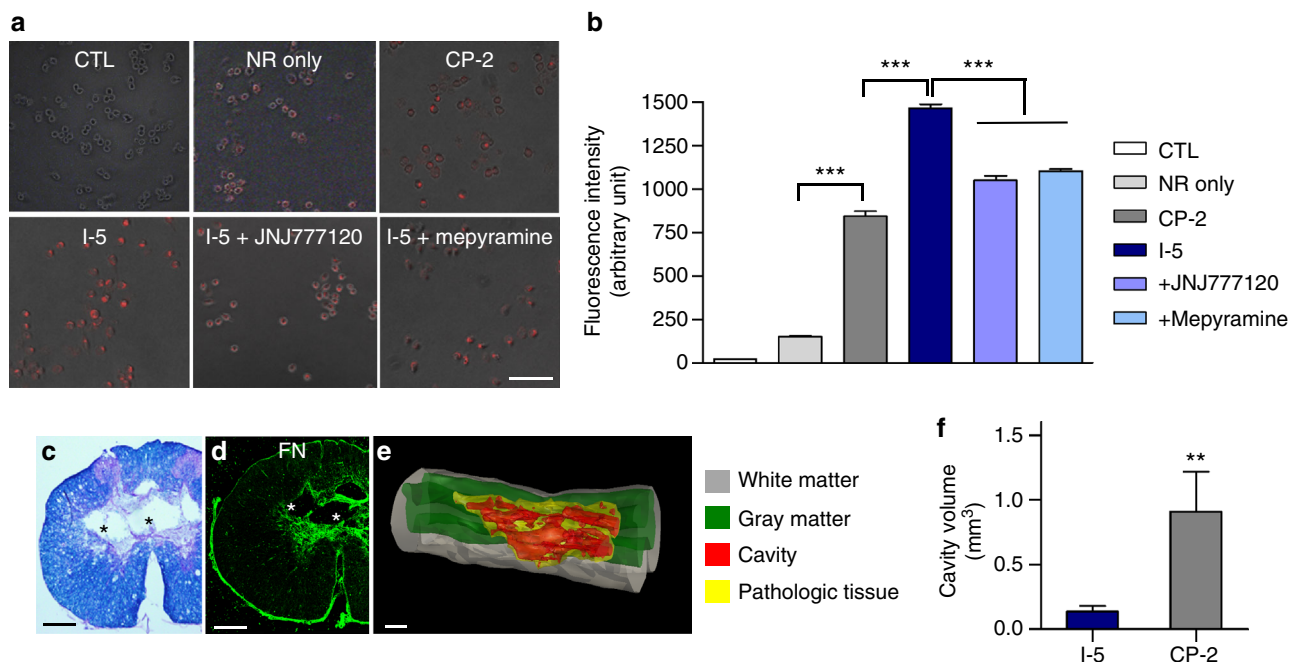 a
CTL
NR only
CP-2
I-5
I-5 + JNJ777120
I-5 + mepyramine
b
Fluorescence intensity
(arbitrary unit)
1500
1000
750
500
250
0
***
***
***
CTL
NR only
CP-2
I-5
+JNJ777120
+Mepyramine
c
*
*
d
FN
*
*
e
White matter
Gray matter
Cavity
Pathologic tissue
f
Cavity volume
(mm³)
1.5
1.0
0.5
0.0
**
I-5
CP-2